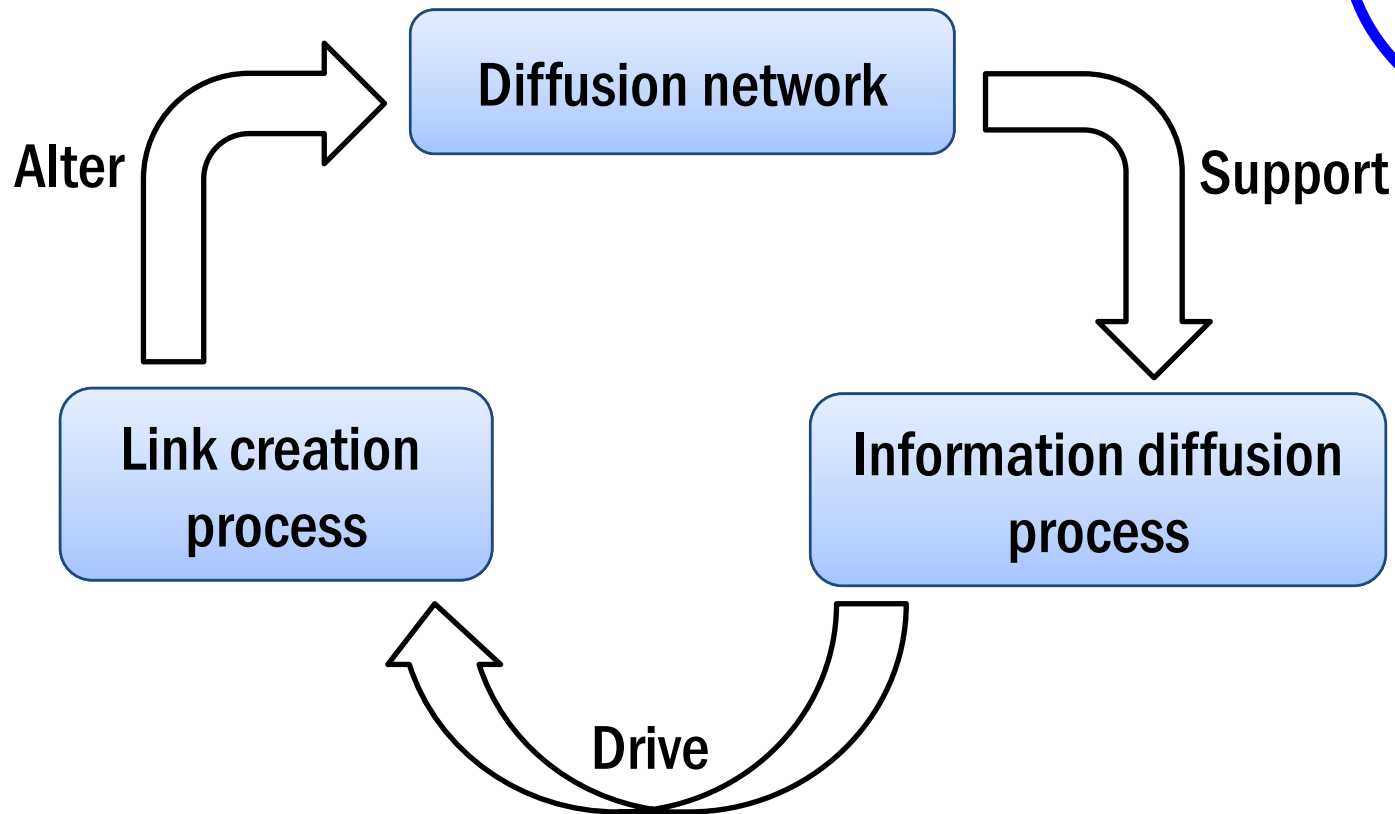 Diffusion network
Alter
Support
Link creation
process
Information diffusion
process
Drive